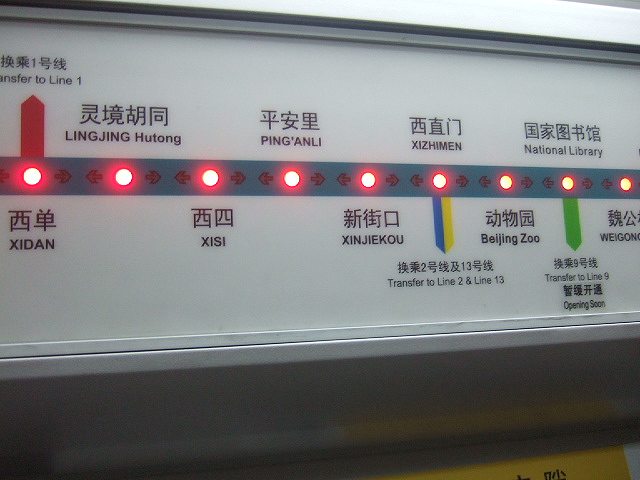 换乘1号线
ansfer to Line 1
灵境胡同
LINGJING Hutong
平安里
PING'ANLI
西直门
XIZHIMEN
国家图书馆
National Library
西单
XIDAN
西四
XISI
新街口
XINJIEKOU
换乘2号线及13号线
Transfer to Line 2 & Line 13
动物园
Beijing Zoo
换乘9号线
Transfer to Line 9
暂缓开通
Opening Soon
魏公
WEIGONG